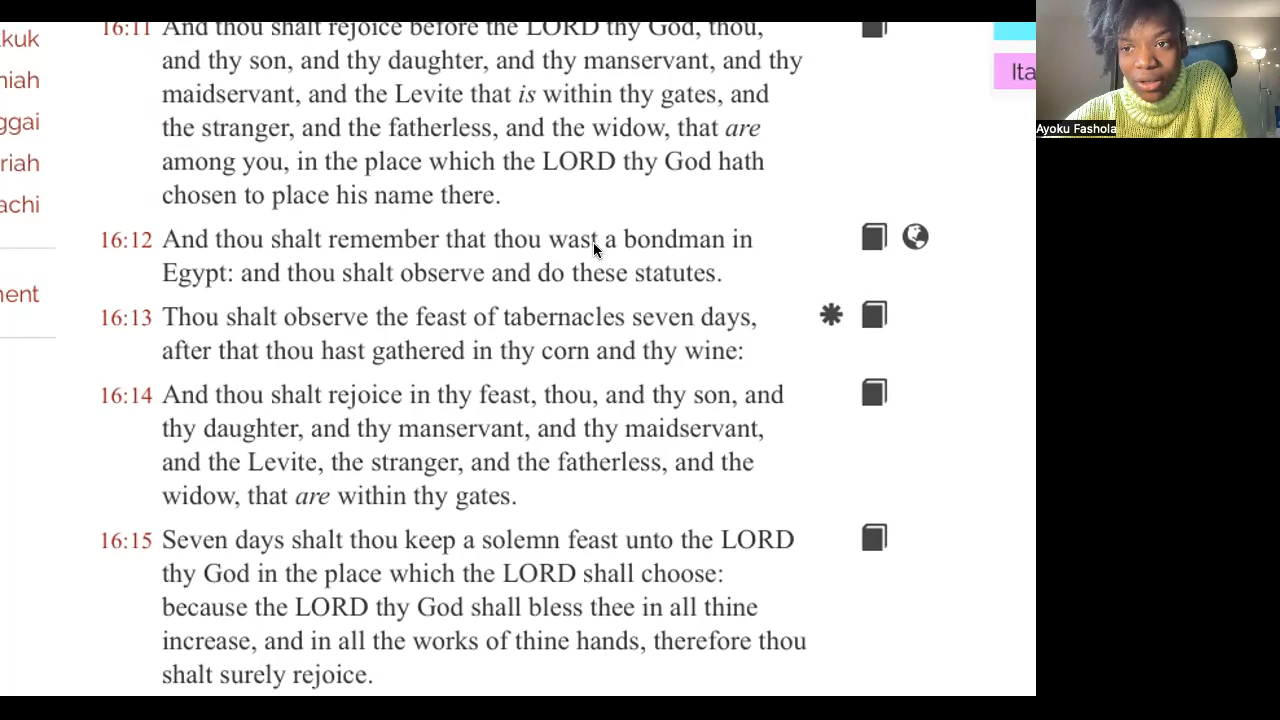 kkuk
niah
ggai
riah
achi
nent
16:11 And thou shalt rejoice before the LORD thy God, thou,
and thy son, and thy daughter, and thy manservant, and thy
maidservant, and the Levite that is within thy gates, and
the stranger, and the fatherless, and the widow, that are
among you, in the place which the LORD thy God hath
chosen to place his name there.
16:12 And thou shalt remember that thou wast a bondman in
Egypt: and thou shalt observe and do these statutes.
16:13 Thou shalt observe the feast of tabernacles seven days,
after that thou hast gathered in thy corn and thy wine:
16:14 And thou shalt rejoice in thy feast, thou, and thy son, and
thy daughter, and thy manservant, and thy maidservant,
and the Levite, the stranger, and the fatherless, and the
widow, that are within thy gates.
16:15 Seven days shalt thou keep a solemn feast unto the LORD
thy God in the place which the LORD shall choose:
because the LORD thy God shall bless thee in all thine
increase, and in all the works of thine hands, therefore thou
shalt surely rejoice.
Ita
Ayoku Fashola